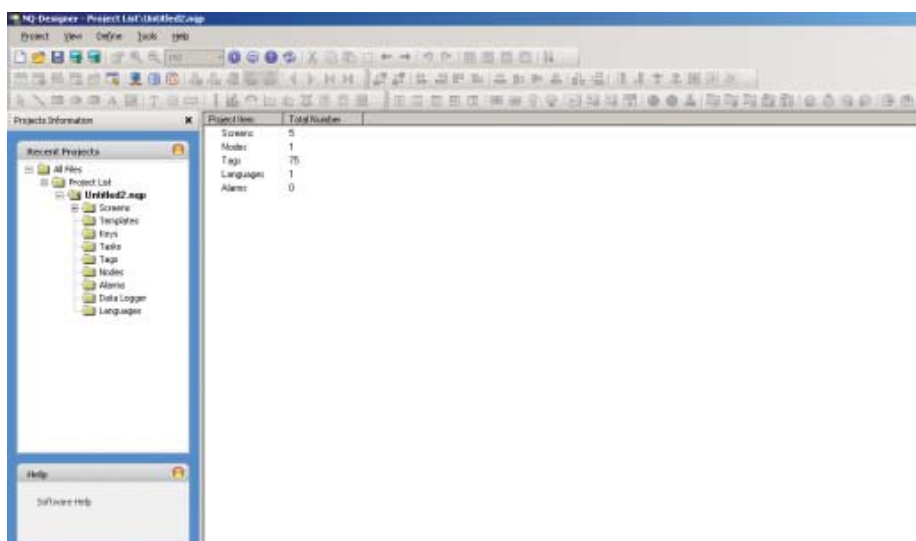 NQ-Designer - Project List\Untitled2.nqp
Project View Define Tools Help
Projects Information
Project Item Total Number
Screens 5
Nodes 1
Tags 75
Languages 1
Alarms 0
Recent Projects
All Files
Project List
Untitled2.nqp
Screens
Templates
Keys
Tasks
Tags
Nodes
Alarms
Data Logger
Languages
Help
Software Help